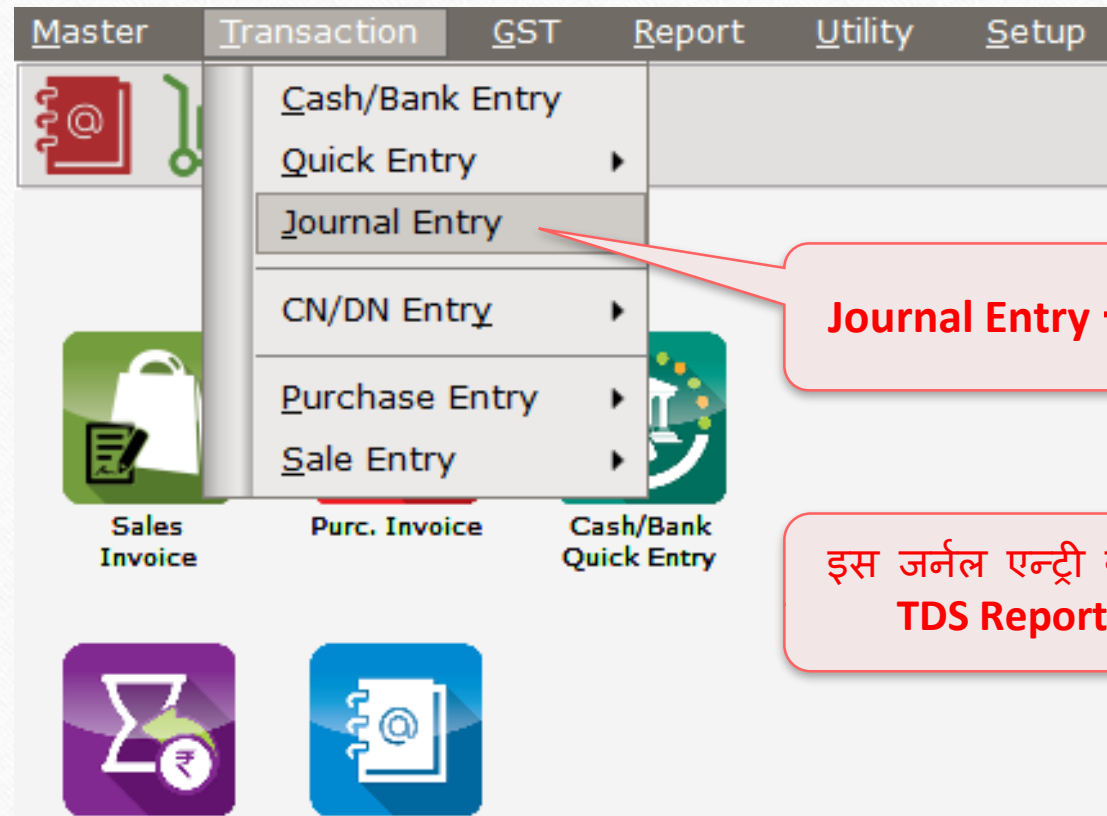 Master Transaction GST Report Utility Setup
Cash/Bank Entry
Quick Entry
Journal Entry
CN/DN Entry
Purchase Entry
Sale Entry
Journal Entry
Sales
Invoice
Purc. Invoice
Cash/Bank
Quick Entry
इस जर्नल एन्ट्री
TDS Report